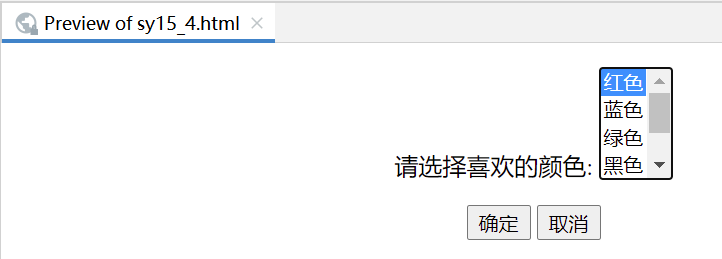 Preview of sy15_4.html
红色
蓝色
绿色
请选择喜欢的颜色: 黑色
确定 取消